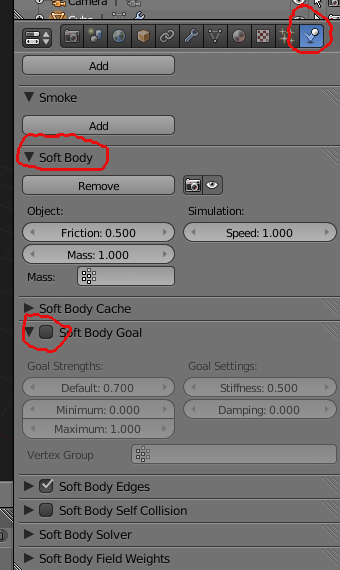 Camera
Cube
Add
Smoke
Add
Soft Body
Remove
Object: Simulation:
Friction: 0.500 Speed: 1.000
Mass: 1.000
Mass:
Soft Body Cache
Soft Body Goal
Goal Strengths: Goal Settings:
Default: 0.700 Stiffness: 0.500
Minimum: 0.000 Damping: 0.000
Maximum: 1.000
Vertex Group
Soft Body Edges
Soft Body Self Collision
Soft Body Solver
Soft Body Field Weights